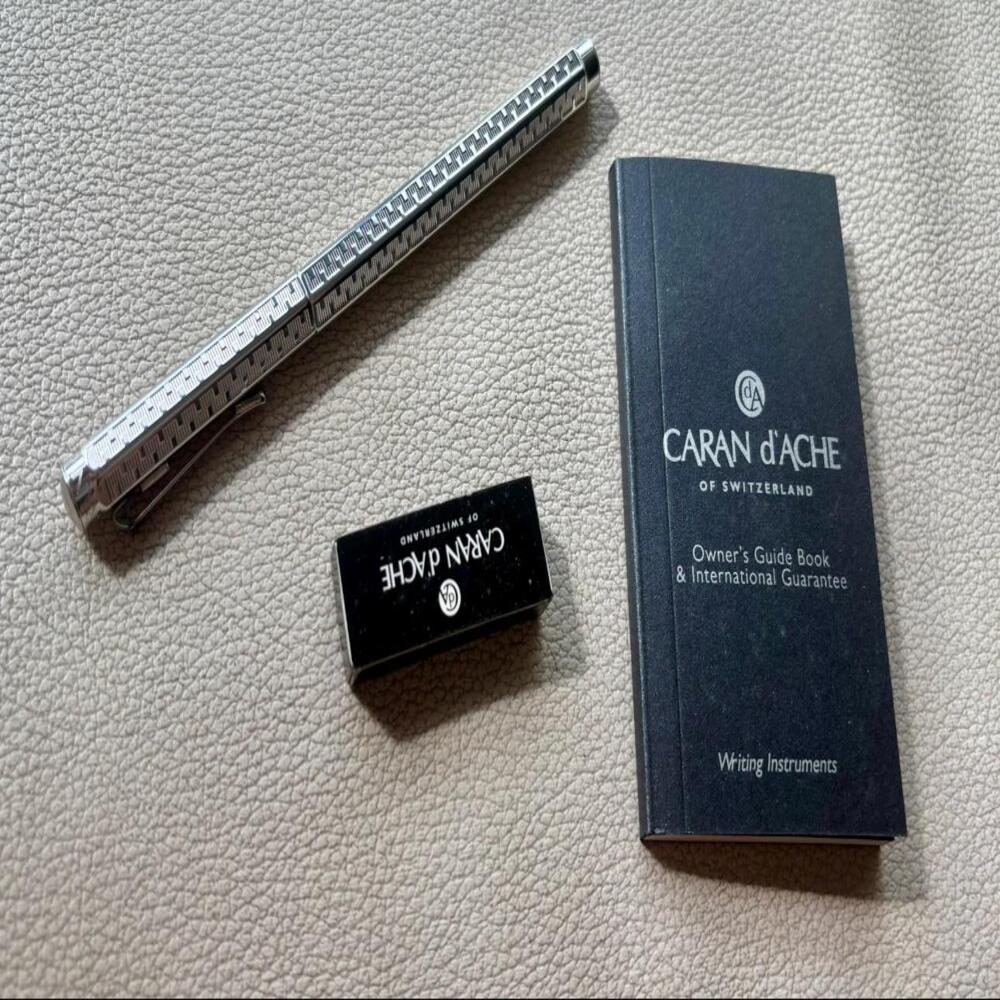 CdA
CARAN d'ACHE
OF SWITZERLAND
Owner's Guide Book
& International Guarantee
Writing Instruments
CdA
CARAN d'ACHE
OF SWITZERLAND